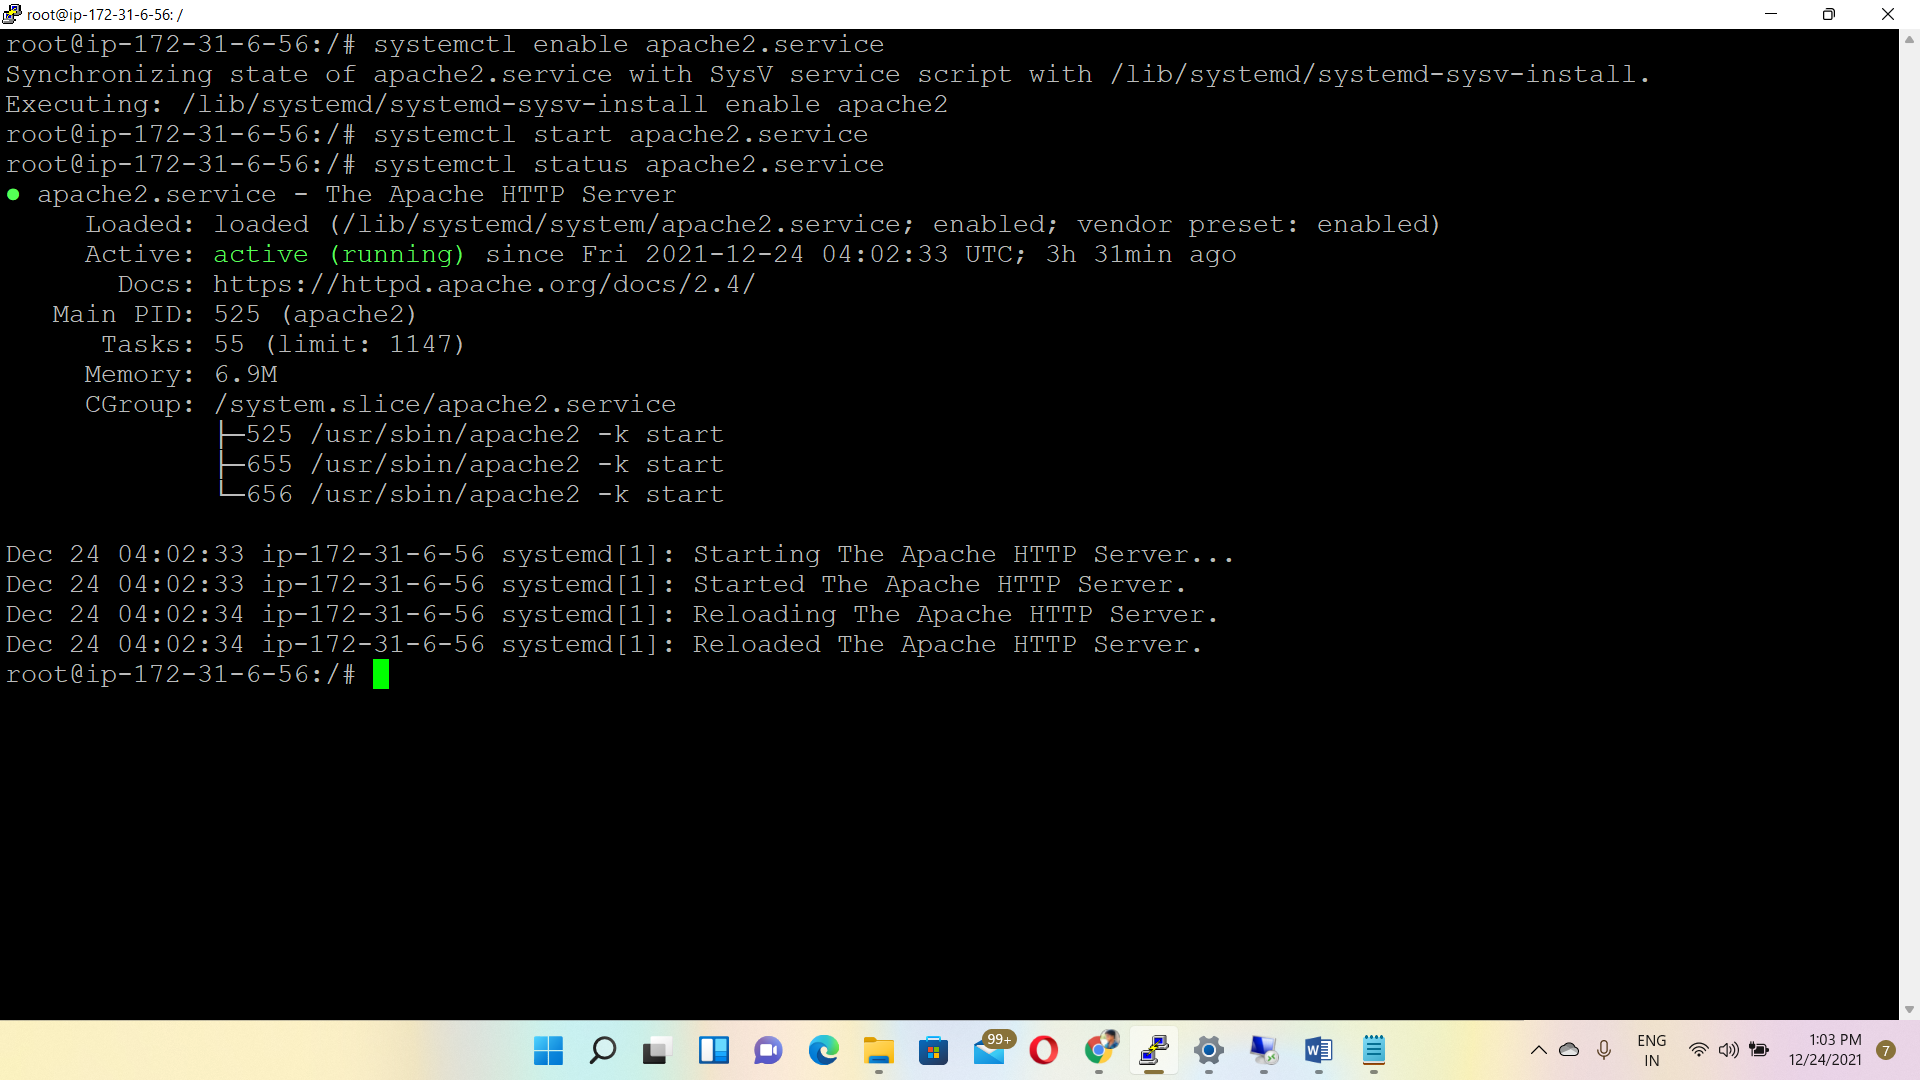 root@ip-172-31-6-56: /
root@ip-172-31-6-56:/# systemctl enable apache2.service
Synchronizing state of apache2.service with SysV service script with /lib/systemd/systemd-sysv-install.
Executing: /lib/systemd/systemd-sysv-install enable apache2
root@ip-172-31-6-56:/# systemctl start apache2.service
root@ip-172-31-6-56:/# systemctl status apache2.service
● apache2.service - The Apache HTTP Server
     Loaded: loaded (/lib/systemd/system/apache2.service; enabled; vendor preset: enabled)
     Active: active (running) since Fri 2021-12-24 04:02:33 UTC; 3h 31min ago
       Docs: https://httpd.apache.org/docs/2.4/
   Main PID: 525 (apache2)
      Tasks: 55 (limit: 1147)
     Memory: 6.9M
     CGroup: /system.slice/apache2.service
             ├─525 /usr/sbin/apache2 -k start
             ├─655 /usr/sbin/apache2 -k start
             └─656 /usr/sbin/apache2 -k start
Dec 24 04:02:33 ip-172-31-6-56 systemd[1]: Starting The Apache HTTP Server...
Dec 24 04:02:33 ip-172-31-6-56 systemd[1]: Started The Apache HTTP Server.
Dec 24 04:02:34 ip-172-31-6-56 systemd[1]: Reloading The Apache HTTP Server.
Dec 24 04:02:34 ip-172-31-6-56 systemd[1]: Reloaded The Apache HTTP Server.
root@ip-172-31-6-56:/#
99+
ENG
IN
1:03 PM
12/24/2021
7